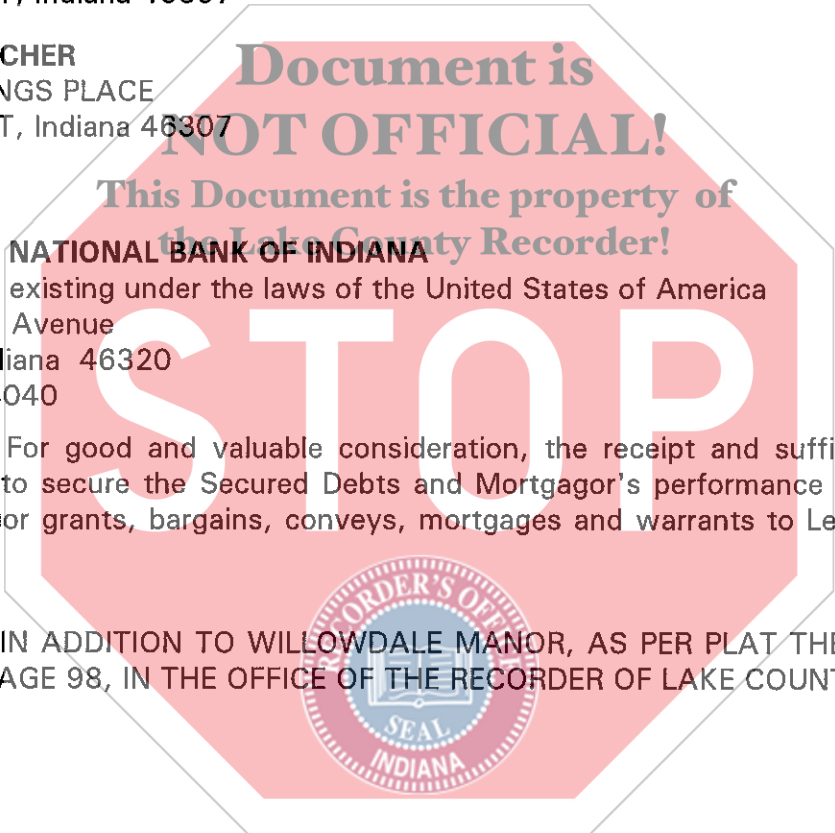 CHER
Document is
NGS PLACE
T, Indiana 46307
NOT OFFICIAL!
This Document is the property of
the Lake County Recorder!
NATIONAL BANK OF INDIANA
existing under the laws of the United States of America
Avenue
liana 46320
040
STOP
For good and valuable consideration, the receipt and suffi
to secure the Secured Debts and Mortgagor's performance
or grants, bargains, conveys, mortgages and warrants to Le
RECORDER'S OFFICE
IN ADDITION TO WILLOWDALE MANOR, AS PER PLAT THE
AGE 98, IN THE OFFICE OF THE RECORDER OF LAKE COUNT
SEAL
INDIANA